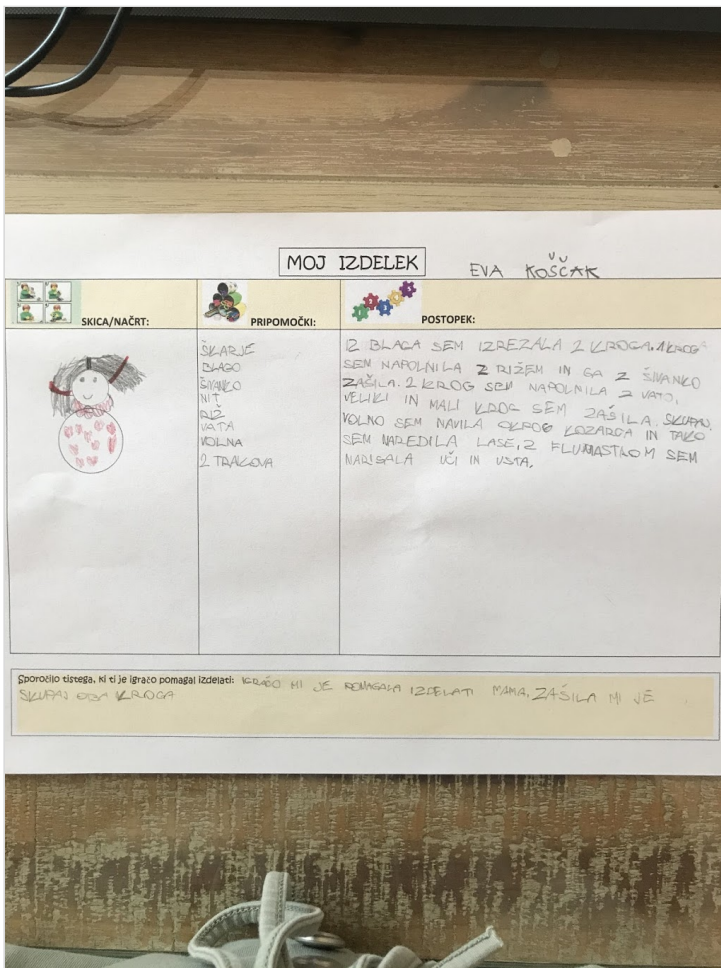 MOJ IZDELEK
EVA KOŠČAK
SKICA/NAČRT:
PRIPOMOČKI:
POSTOPEK:
ŠKARJE
BLAGO
ŠIVANKO
NIT
RIŽ
VATA
VOLNA
2 TRAKOVA
IZ BLAGA SEM IZREZALA 2 KROGA. 1 KROG
SEM NAPOLNILA Z RIŽEM IN GA Z ŠIVANKO
ZAŠILA. 2 KROG SEM NAPOLNILA Z VATO.
VELIKI IN MALI KROG SEM ZAŠILA SKUPAJ.
VOLNO SEM NAVILA OKROG KOZARCA IN TAKO
SEM NAREDILA LASE. Z FLUMASTROM SEM
NARISALA UČI IN USTA.
Sporočilo tistega, ki ti je igračo pomagal izdelati: IGRAČO MI JE POMAGALA IZDELATI MAMA. ZAŠILA MI JE
SKUPAJ OBA KROGA